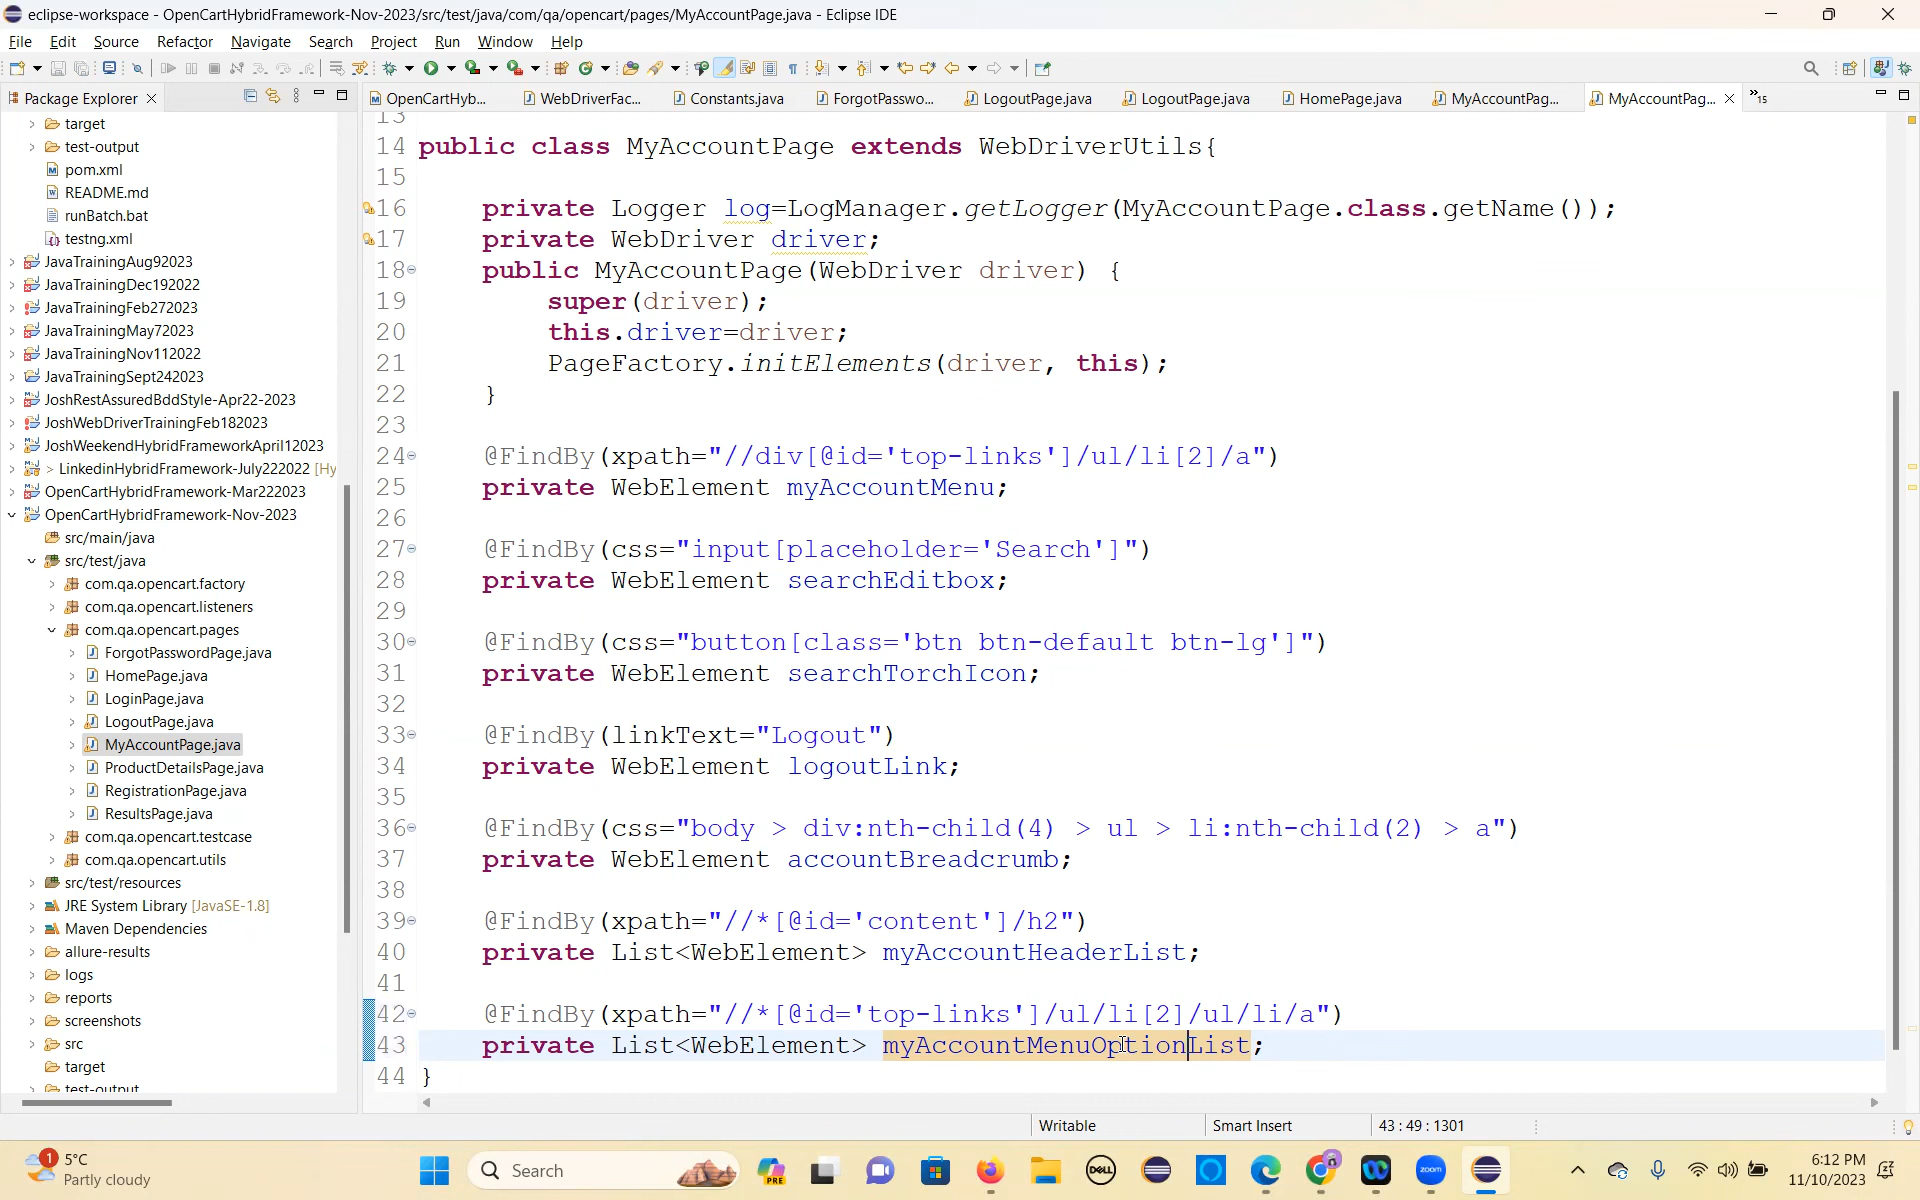 eclipse-workspace - OpenCartHybridFramework-Nov-2023/src/test/java/com/qa/opencart/pages/MyAccountPage.java - Eclipse IDE
File Edit Source Refactor Navigate Search Project Run Window Help
Package Explorer
OpenCartHyb... WebDriverFac... Constants.java ForgotPasswo... LogoutPage.java LogoutPage.java HomePage.java MyAccountPag... MyAccountPag... »15
target
test-output
pom.xml
README.md
runBatch.bat
testng.xml
JavaTrainingAug92023
JavaTrainingDec192022
JavaTrainingFeb272023
JavaTrainingMay72023
JavaTrainingNov112022
JavaTrainingSept242023
JoshRestAssuredBddStyle-Apr22-2023
JoshWebDriverTrainingFeb182023
JoshWeekendHybridFrameworkApril12023
> LinkedinHybridFramework-July222022 [Hy
OpenCartHybridFramework-Mar222023
OpenCartHybridFramework-Nov-2023
src/main/java
src/test/java
com.qa.opencart.factory
com.qa.opencart.listeners
com.qa.opencart.pages
ForgotPasswordPage.java
HomePage.java
LoginPage.java
LogoutPage.java
MyAccountPage.java
ProductDetailsPage.java
RegistrationPage.java
ResultsPage.java
com.qa.opencart.testcase
com.qa.opencart.utils
src/test/resources
JRE System Library [JavaSE-1.8]
Maven Dependencies
allure-results
logs
reports
screenshots
src
target
test-output
13
14 public class MyAccountPage extends WebDriverUtils{
15
16 private Logger log=LogManager.getLogger(MyAccountPage.class.getName());
17 private WebDriver driver;
18 public MyAccountPage(WebDriver driver) {
19 super(driver);
20 this.driver=driver;
21 PageFactory.initElements(driver, this);
22 }
23
24 @FindBy(xpath="//div[@id='top-links']/ul/li[2]/a")
25 private WebElement myAccountMenu;
26
27 @FindBy(css="input[placeholder='Search']")
28 private WebElement searchEditbox;
29
30 @FindBy(css="button[class='btn btn-default btn-lg']")
31 private WebElement searchTorchIcon;
32
33 @FindBy(linkText="Logout")
34 private WebElement logoutLink;
35
36 @FindBy(css="body > div:nth-child(4) > ul > li:nth-child(2) > a")
37 private WebElement accountBreadcrumb;
38
39 @FindBy(xpath="//*[@id='content']/h2")
40 private List<WebElement> myAccountHeaderList;
41
42 @FindBy(xpath="//*[@id='top-links']/ul/li[2]/ul/li/a")
43 private List<WebElement> myAccountMenuOptionList;
44 }
Writable Smart Insert 43 : 49 : 1301
1
5°C
Partly cloudy
Search
PRE
DELL
zoom
6:12 PM
11/10/2023